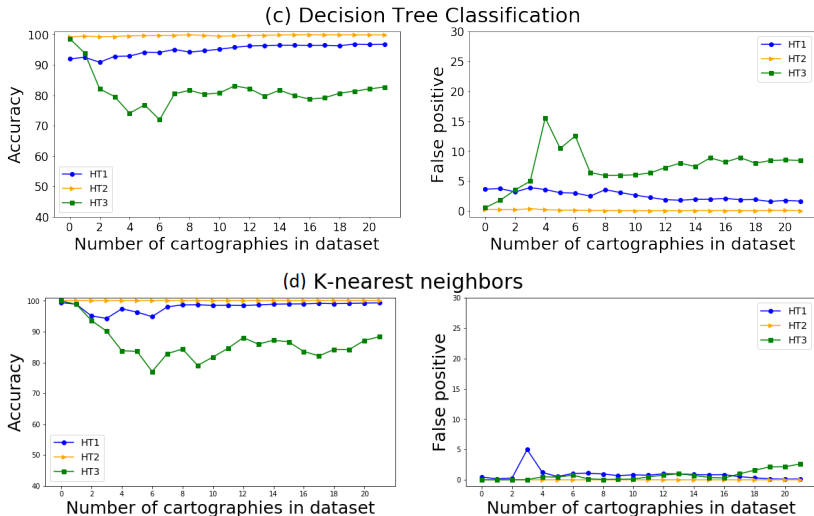 (c) Decision Tree Classification
100
90
80
70
60
50
40
Accuracy
HT1
HT2
HT3
0 2 4 6 8 10 12 14 16 18 20
Number of cartographies in dataset
30
25
20
15
10
5
0
False positive
HT1
HT2
HT3
0 2 4 6 8 10 12 14 16 18 20
Number of cartographies in dataset
(d) K-nearest neighbors
100
90
80
70
60
50
40
Accuracy
HT1
HT2
HT3
0 2 4 6 8 10 12 14 16 18 20
Number of cartographies in dataset
30
25
20
15
10
5
0
False positive
HT1
HT2
HT3
0 2 4 6 8 10 12 14 16 18 20
Number of cartographies in dataset